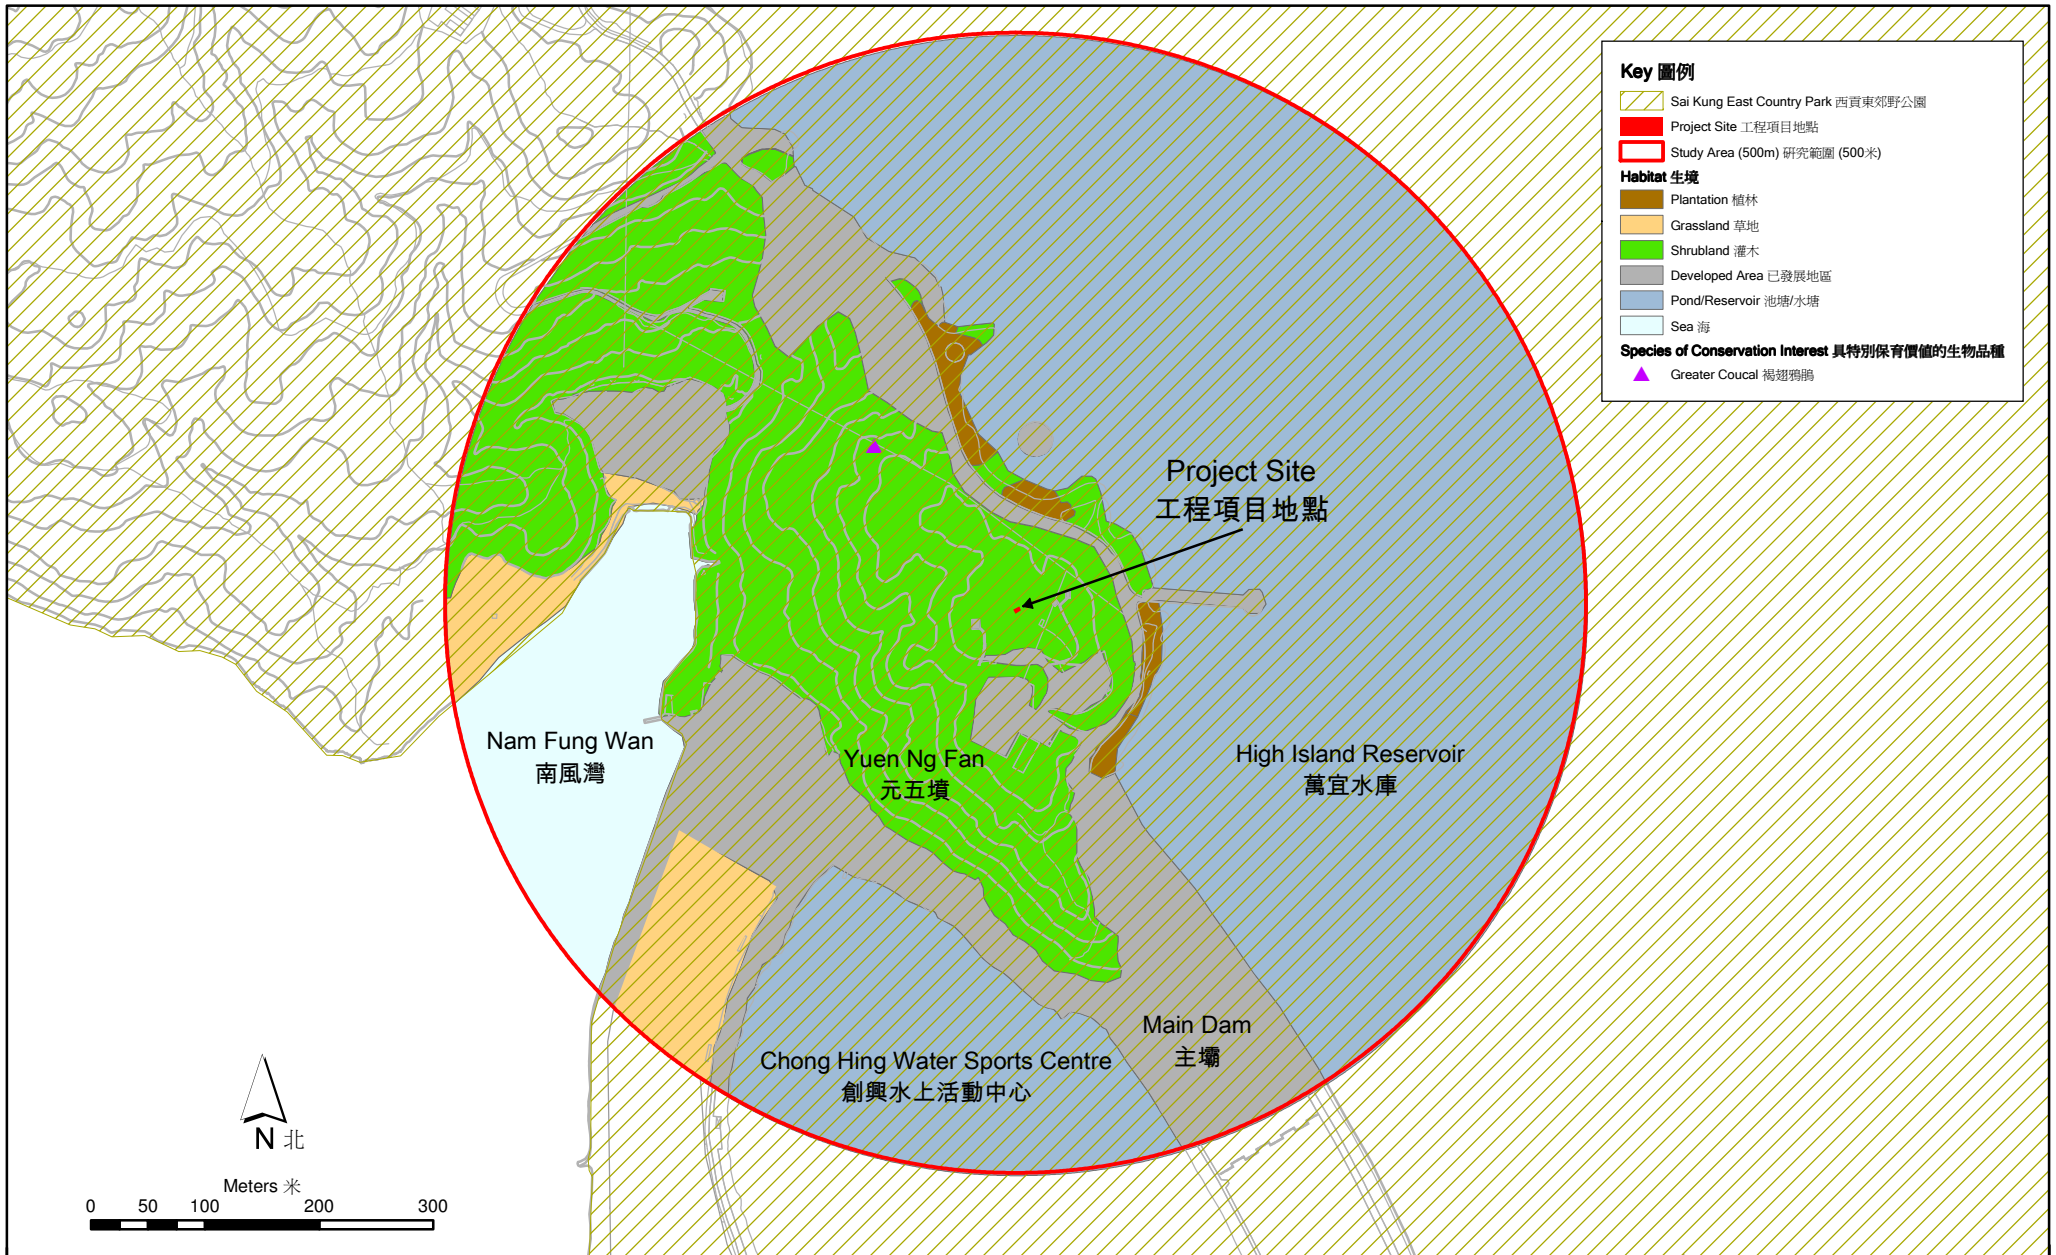 Key 圖例
Sai Kung East Country Park 西貢東郊野公園
Project Site 工程項目地點
Study Area (500m) 研究範圍 (500米)
Habitat 生境
Plantation 植林
Grassland 草地
Shrubland 灌木
Developed Area 已發展地區
Pond/Reservoir 池塘/水塘
Sea 海
Species of Conservation Interest 具特別保育價值的生物品種
Greater Coucal 褐翅鴉鵑
Project Site
工程項目地點
Nam Fung Wan
南風灣
Yuen Ng Fan
元五墳
High Island Reservoir
萬宜水庫
Main Dam
主壩
Chong Hing Water Sports Centre
創興水上活動中心
N 北
Meters 米
0 50 100 200 300